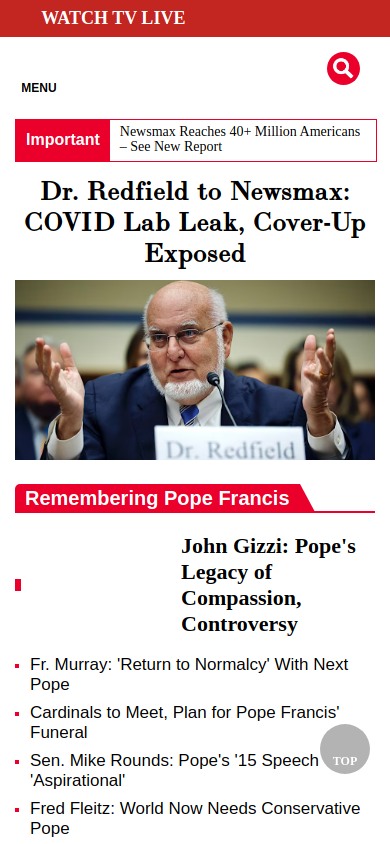 WATCH TV LIVE
MENU
Important
Newsmax Reaches 40+ Million Americans
– See New Report
Dr. Redfield to Newsmax:
COVID Lab Leak, Cover-Up
Exposed
Dr. Redfield
Remembering Pope Francis
John Gizzi: Pope's
Legacy of
Compassion,
Controversy
Fr. Murray: 'Return to Normalcy' With Next
Pope
Cardinals to Meet, Plan for Pope Francis'
Funeral
Sen. Mike Rounds: Pope's '15 Speech
'Aspirational'
TOP
Fred Fleitz: World Now Needs Conservative
Pope